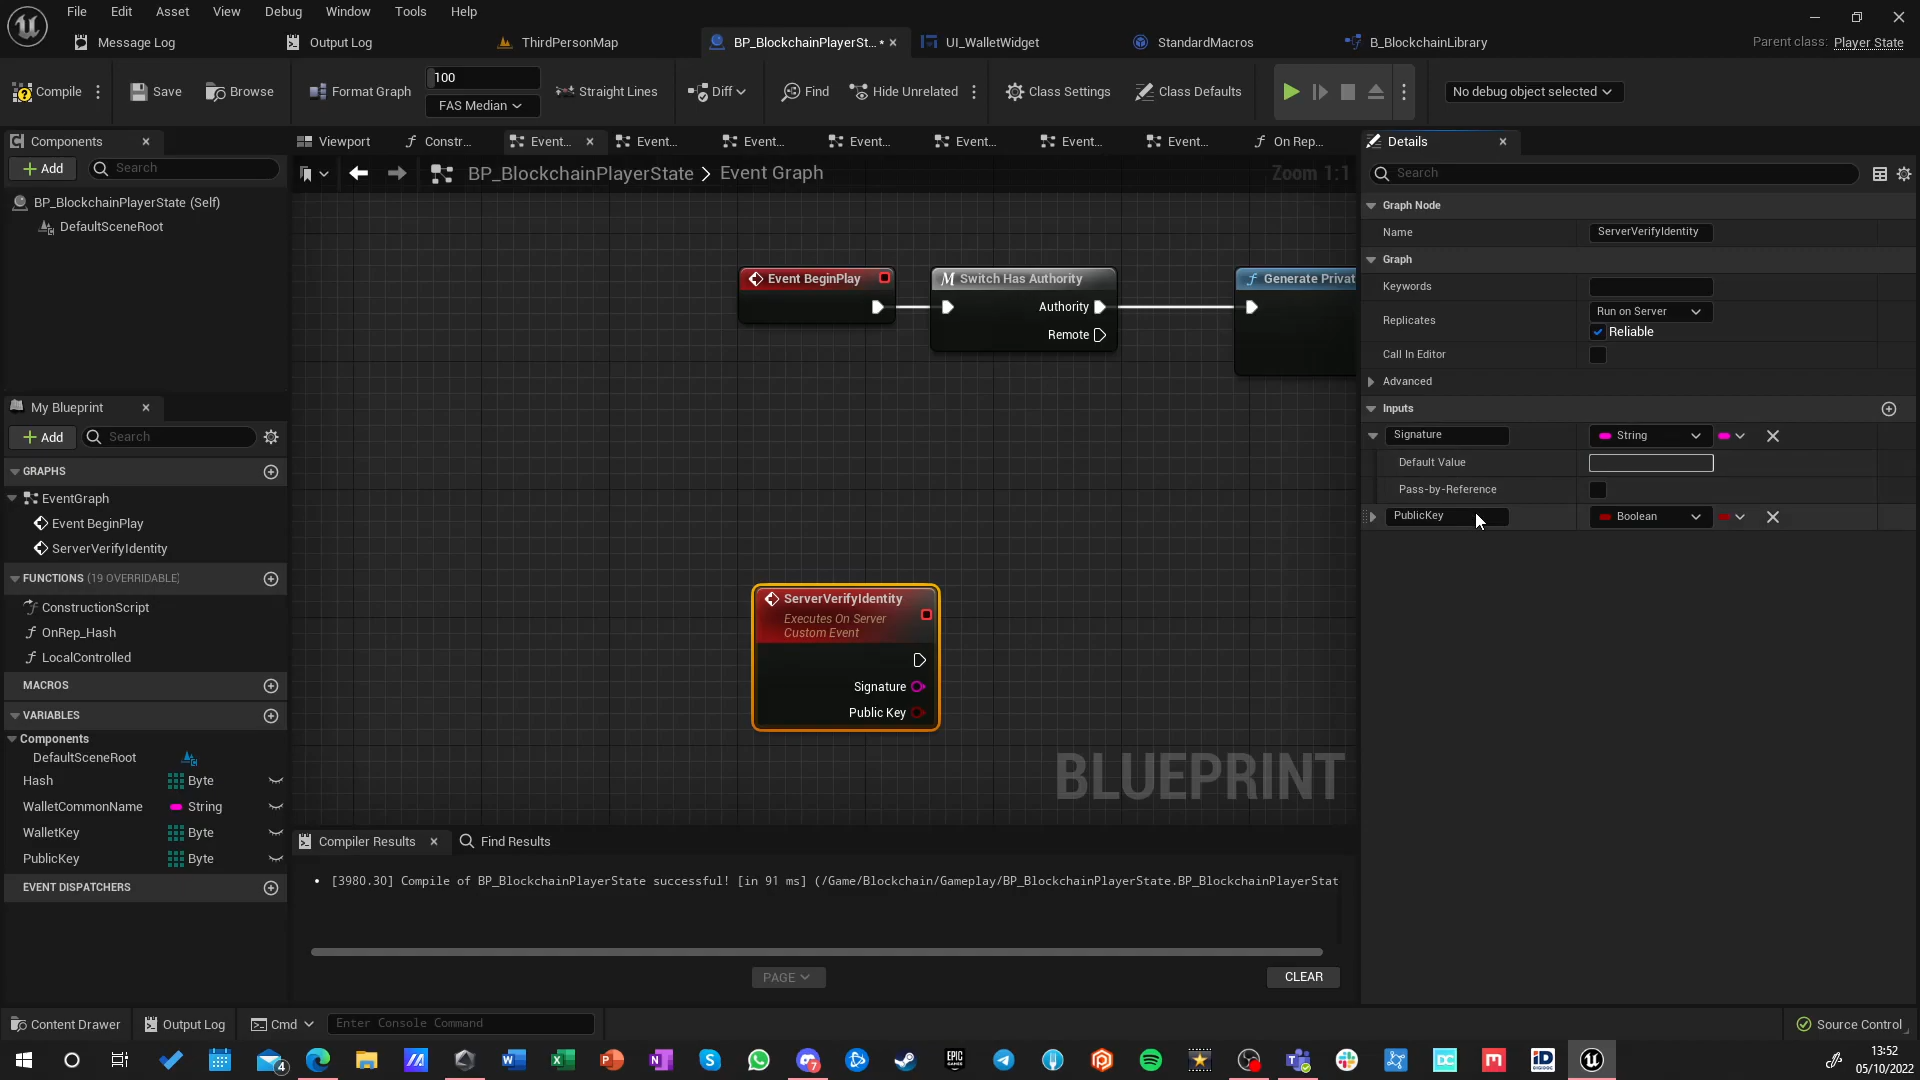 File Edit Asset View Debug Window Tools Help
Message Log Output Log ThirdPersonMap BP_BlockchainPlayerSt... • UI_WalletWidget StandardMacros B_BlockchainLibrary Parent class: Player State
Compile Save Browse Format Graph 100 FAS Median Straight Lines Diff Find Hide Unrelated Class Settings Class Defaults No debug object selected
Components
Add Search
BP_BlockchainPlayerState (Self)
DefaultSceneRoot
My Blueprint
Add Search
GRAPHS
EventGraph
Event BeginPlay
ServerVerifyIdentity
FUNCTIONS (19 OVERRIDABLE)
ConstructionScript
OnRep_Hash
LocalControlled
MACROS
VARIABLES
Components
DefaultSceneRoot
Hash Byte
WalletCommonName String
WalletKey Byte
PublicKey Byte
EVENT DISPATCHERS
Viewport Constr... Event... Event... Event... Event... Event... Event... Event... On Rep...
BP_BlockchainPlayerState > Event Graph Zoom 1:1
Event BeginPlay
Switch Has Authority
Authority
Remote
Generate Privat
ServerVerifyIdentity
Executes On Server
Custom Event
Signature
Public Key
BLUEPRINT
Compiler Results Find Results
[3980.30] Compile of BP_BlockchainPlayerState successful! [in 91 ms] (/Game/Blockchain/Gameplay/BP_BlockchainPlayerState.BP_BlockchainPlayerStat
PAGE CLEAR
Details
Search
Graph Node
Name ServerVerifyIdentity
Graph
Keywords
Replicates Run on Server
Reliable
Call In Editor
Advanced
Inputs
Signature String
Default Value
Pass-by-Reference
PublicKey Boolean
Content Drawer Output Log Cmd Enter Console Command Source Control
4 7 EPIC GAMES DC iD
13:52
05/10/2022